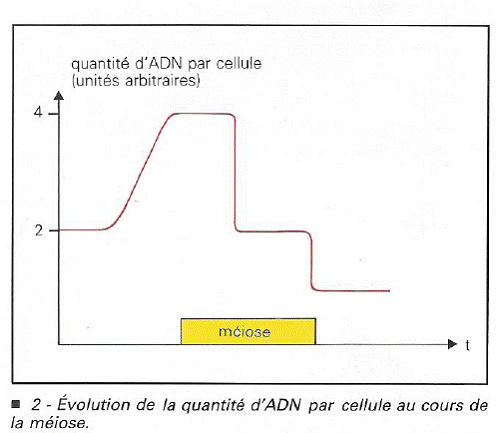 quantité d'ADN par cellule
(unités arbitraires)
4
2
méiose
t
■ 2 - Évolution de la quantité d'ADN par cellule au cours de
la méiose.